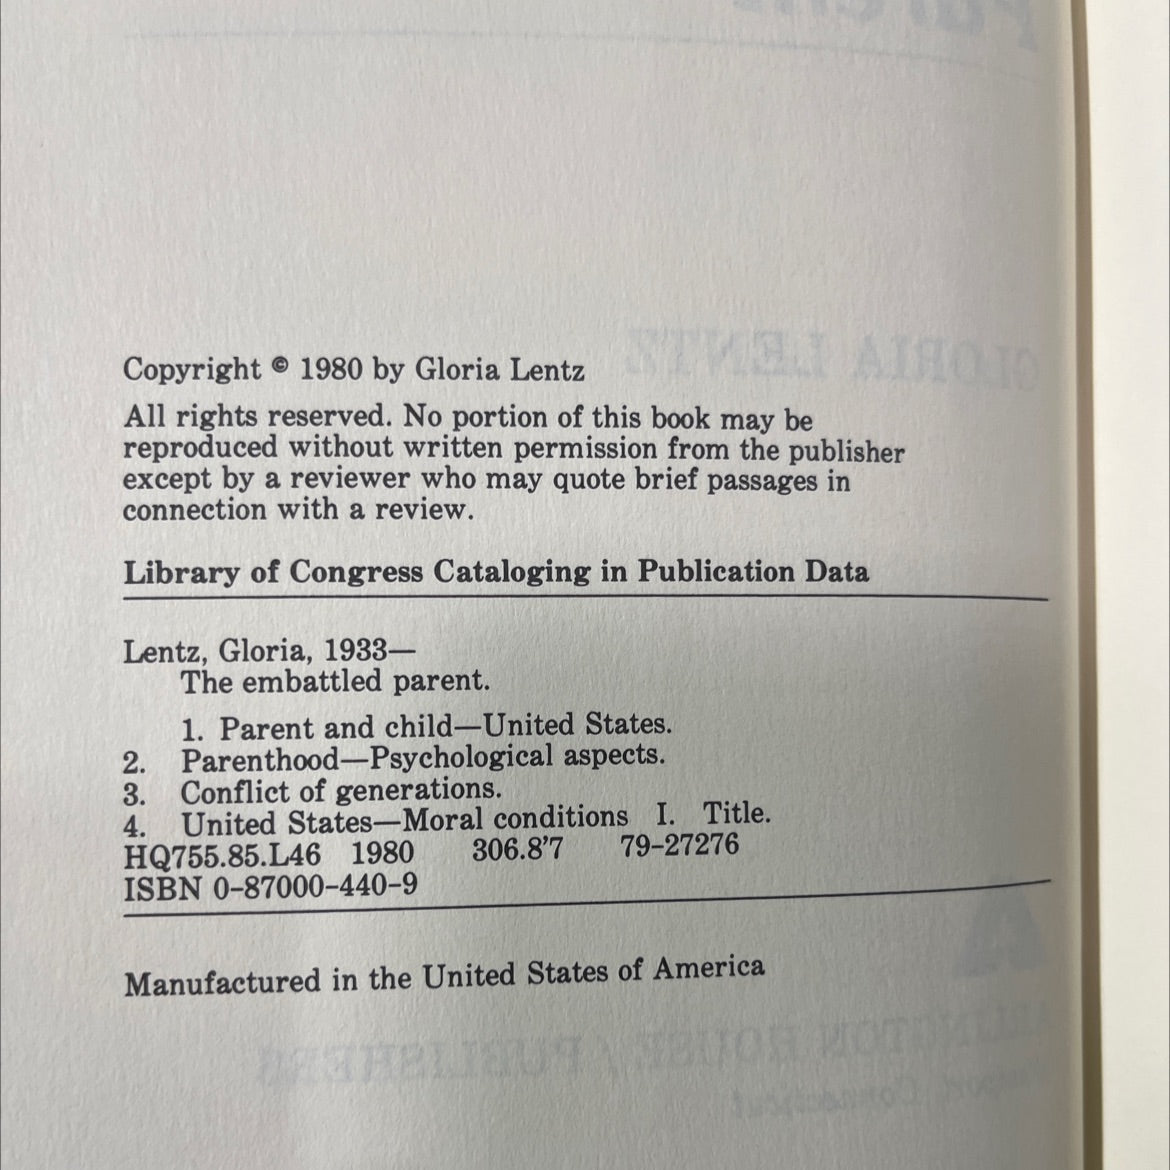 Copyright © 1980 by Gloria Lentz
All rights reserved. No portion of this book may be
reproduced without written permission from the publisher
except by a reviewer who may quote brief passages in
connection with a review.
Library of Congress Cataloging in Publication Data
Lentz, Gloria, 1933—
The embattled parent.
1. Parent and child—United States.
2. Parenthood—Psychological aspects.
3. Conflict of generations.
4. United States—Moral conditions I. Title.
HQ755.85.L46 1980 306.8'7 79-27276
ISBN 0-87000-440-9
Manufactured in the United States of America